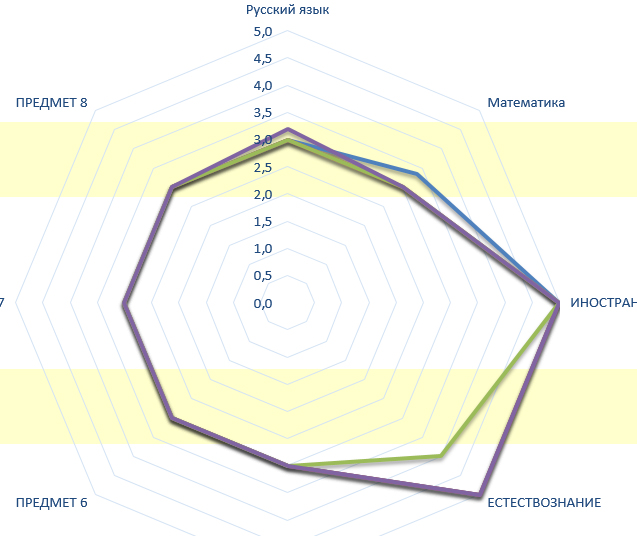 Русский язык
5,0
4,5
ПРЕДМЕТ 8
4,0
Математика
3,5
3,0
2,5
2,0
1,5
1,0
0,5
7
0,0
ИНОСТРАН
ПРЕДМЕТ 6
ЕСТЕСТВОЗНАНИЕ